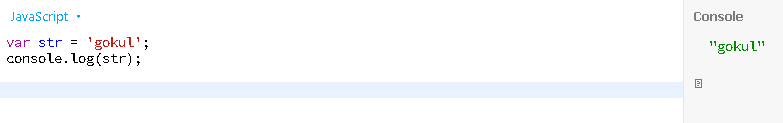 JavaScript
Console
var str = 'gokul';
"gokul"
console.log(str);